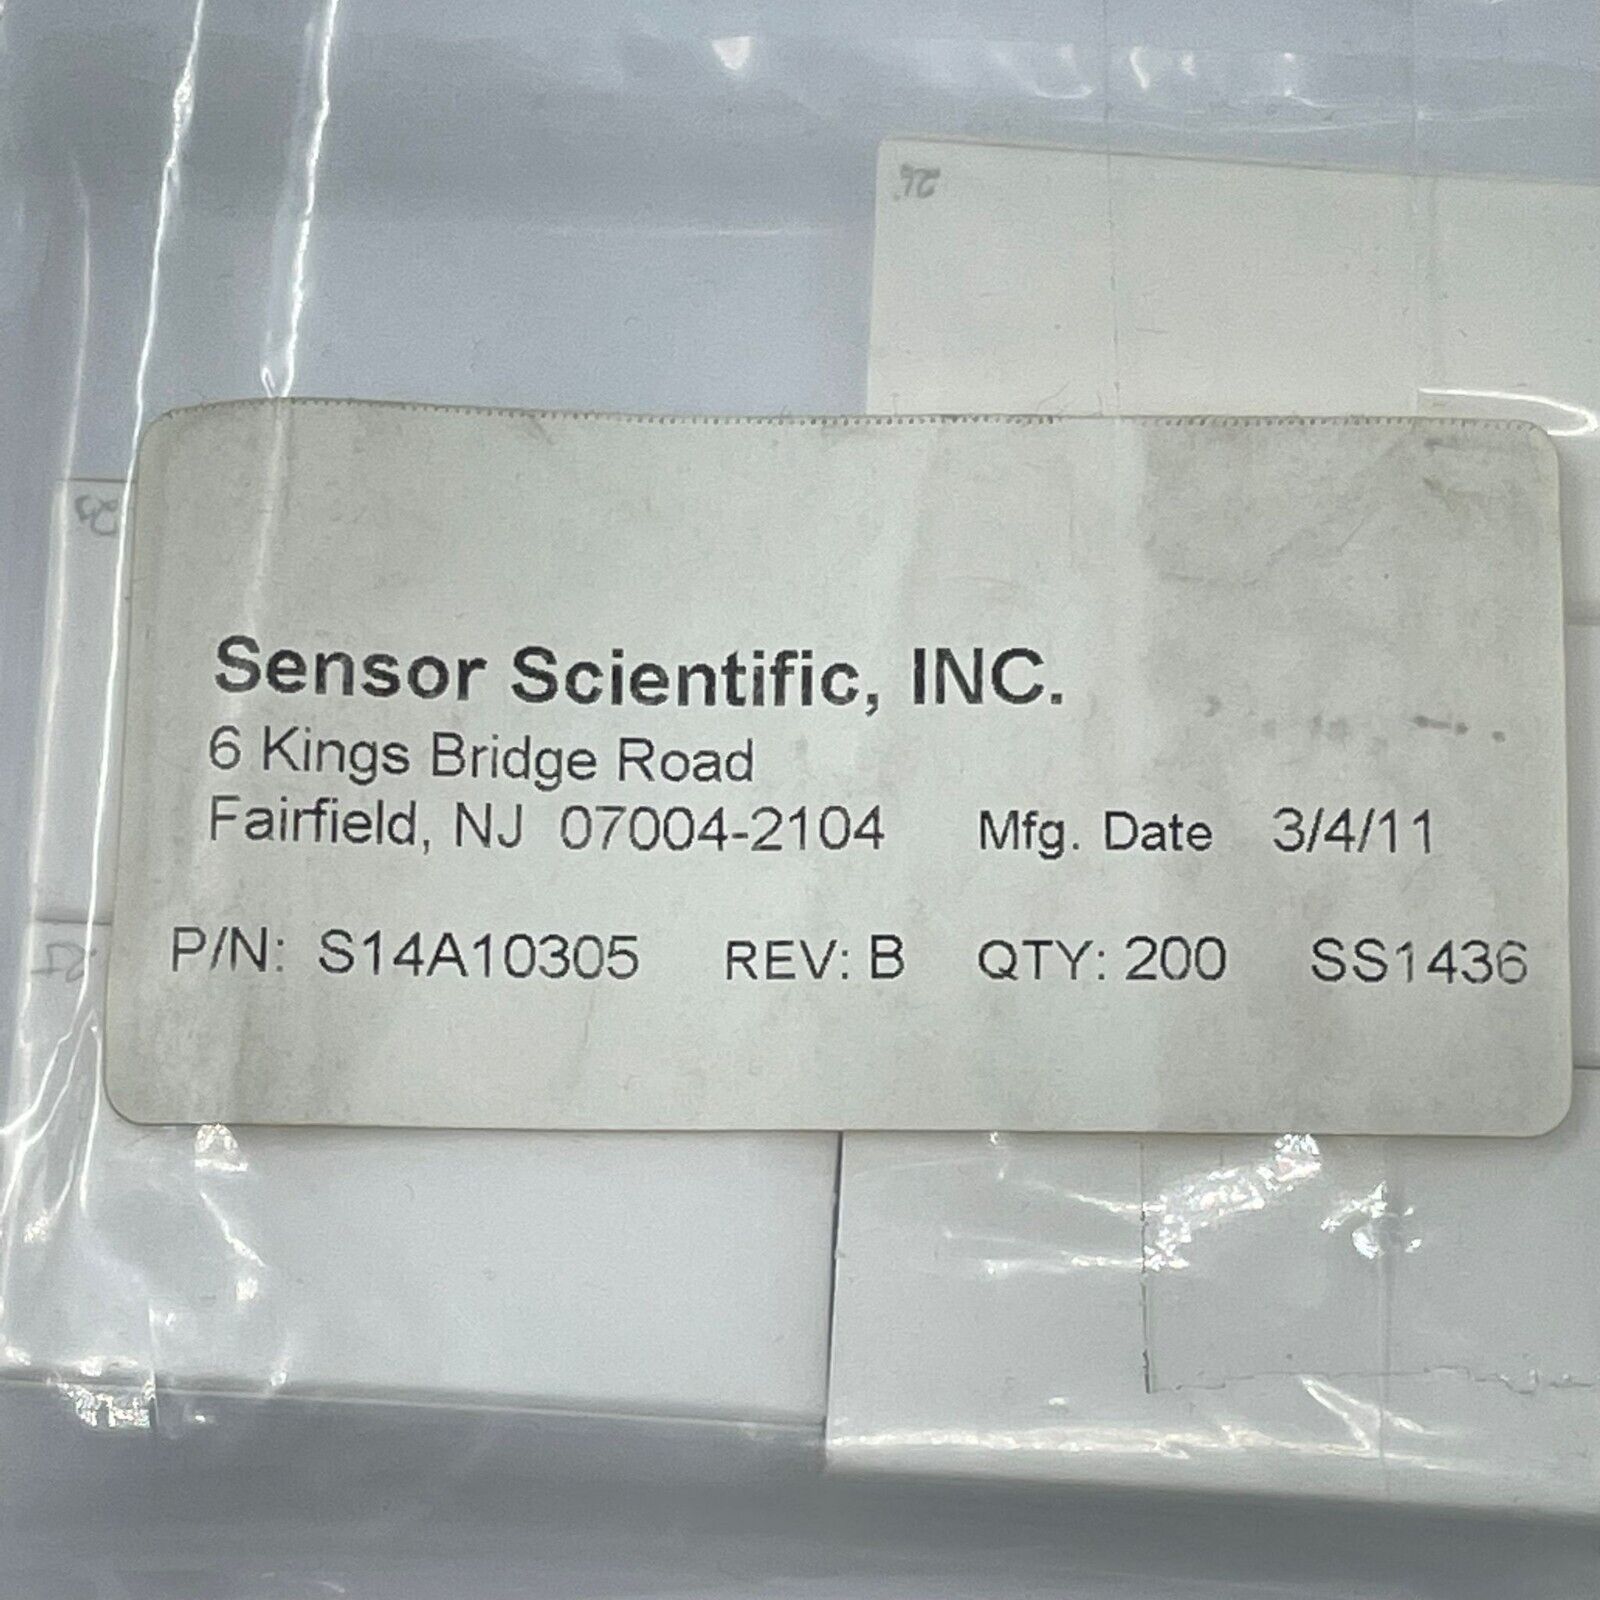 Sensor Scientific, INC.
6 Kings Bridge Road
Fairfield, NJ 07004-2104 Mfg. Date 3/4/11
P/N: S14A10305 REV: B QTY: 200 SS1436